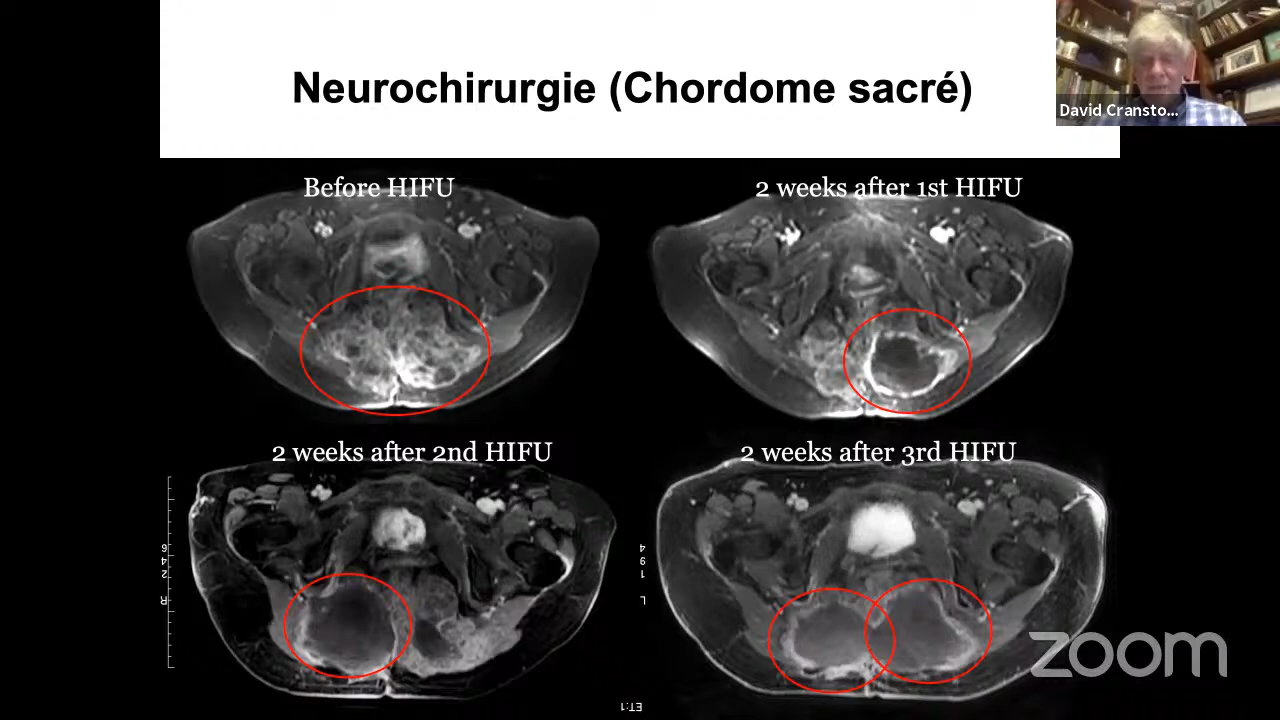 Neurochirurgie (Chordome sacré)
David Cransto...
Before HIFU
2 weeks after 1st HIFU
2 weeks after 2nd HIFU
2 weeks after 3rd HIFU
zoom